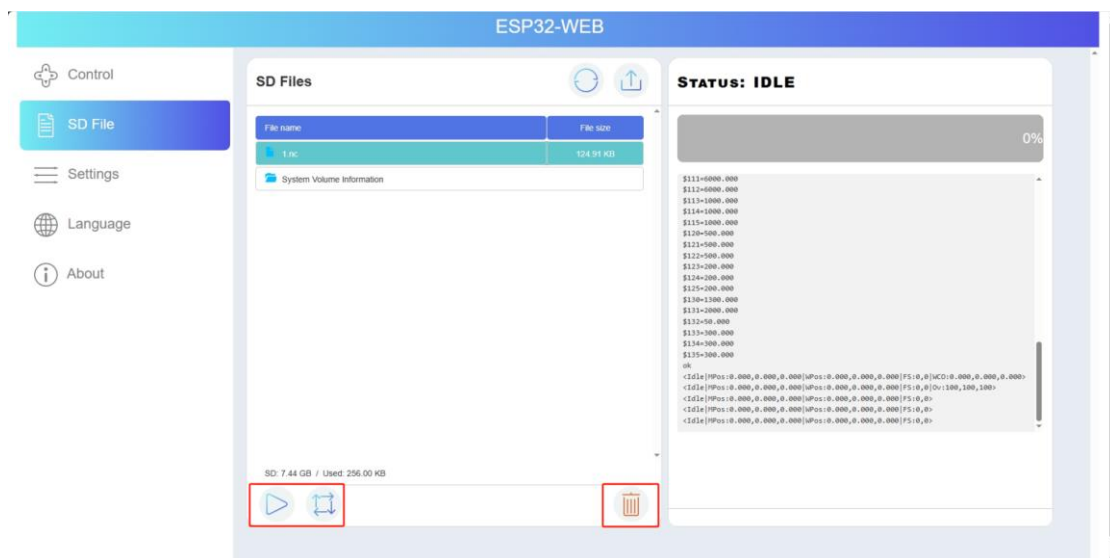 ESP32-WEB
Control
SD File
Settings
Language
About
SD Files
File name File size
1.nc 124.91 KB
System Volume Information
SD: 7.44 GB / Used: 256.00 KB
STATUS: IDLE
0%
$111=6000.000
$112=6000.000
$113=1000.000
$114=1000.000
$115=1000.000
$120=500.000
$121=500.000
$122=500.000
$123=200.000
$124=200.000
$125=200.000
$130=1300.000
$131=2000.000
$132=50.000
$133=300.000
$134=300.000
$135=300.000
ok
<Idle|MPos:0.000,0.000,0.000|WPos:0.000,0.000,0.000|FS:0,0|WCO:0.000,0.000,0.000>
<Idle|MPos:0.000,0.000,0.000|WPos:0.000,0.000,0.000|FS:0,0|Ov:100,100,100>
<Idle|MPos:0.000,0.000,0.000|WPos:0.000,0.000,0.000|FS:0,0>
<Idle|MPos:0.000,0.000,0.000|WPos:0.000,0.000,0.000|FS:0,0>
<Idle|MPos:0.000,0.000,0.000|WPos:0.000,0.000,0.000|FS:0,0>